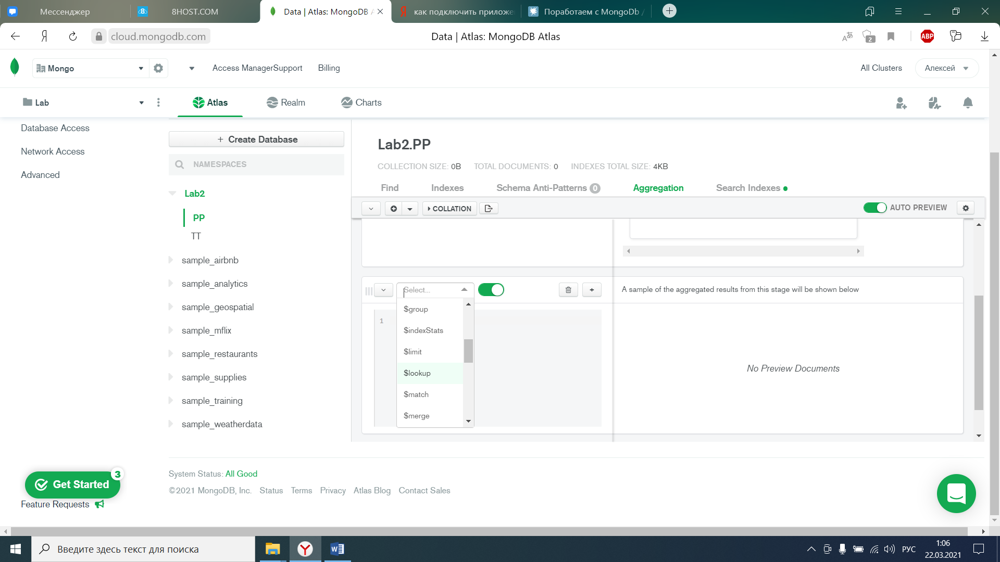 Мессенджер
8HOST.COM
Data | Atlas: MongoDB A
как подключить приложе
Поработаем с MongoDb /
cloud.mongodb.com
Data | Atlas: MongoDB Atlas
2
ABP
Mongo
Access Manager
Support
Billing
All Clusters
Алексей
Lab
Atlas
Realm
Charts
Database Access
Network Access
Advanced
+ Create Database
NAMESPACES
Lab2
PP
TT
sample_airbnb
sample_analytics
sample_geospatial
sample_mflix
sample_restaurants
sample_supplies
sample_training
sample_weatherdata
Lab2.PP
COLLECTION SIZE: 0B TOTAL DOCUMENTS: 0 INDEXES TOTAL SIZE: 4KB
Find
Indexes
Schema Anti-Patterns 0
Aggregation
Search Indexes
COLLATION
AUTO PREVIEW
Select...
A sample of the aggregated results from this stage will be shown below
1
$group
$indexStats
$limit
$lookup
$match
$merge
No Preview Documents
System Status: All Good
©2021 MongoDB, Inc. Status Terms Privacy Atlas Blog Contact Sales
Get Started
3
Feature Requests
Введите здесь текст для поиска
РУС
1:06
22.03.2021